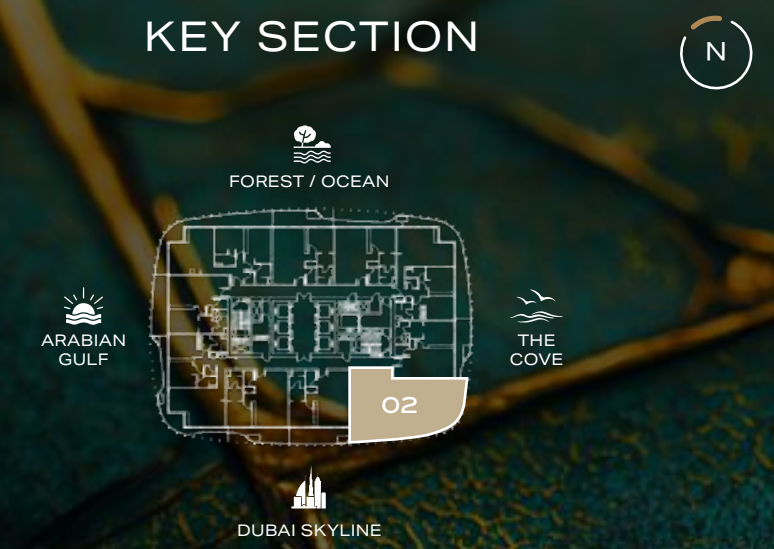 KEY SECTION
N
FOREST / OCEAN
ARABIAN
GULF
THE
COVE
02
DUBAI SKYLINE